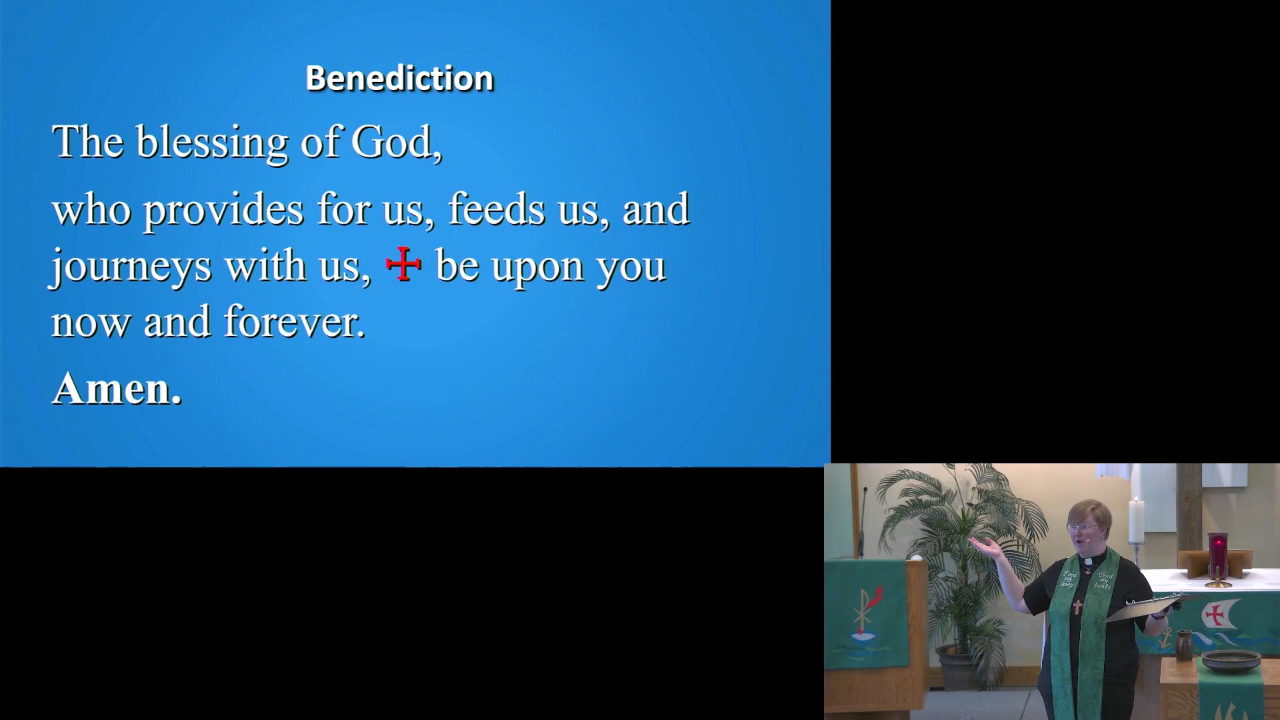 Benediction
The blessing of God,
who provides for us, feeds us, and
journeys with us, ☩ be upon you
now and forever.
Amen.